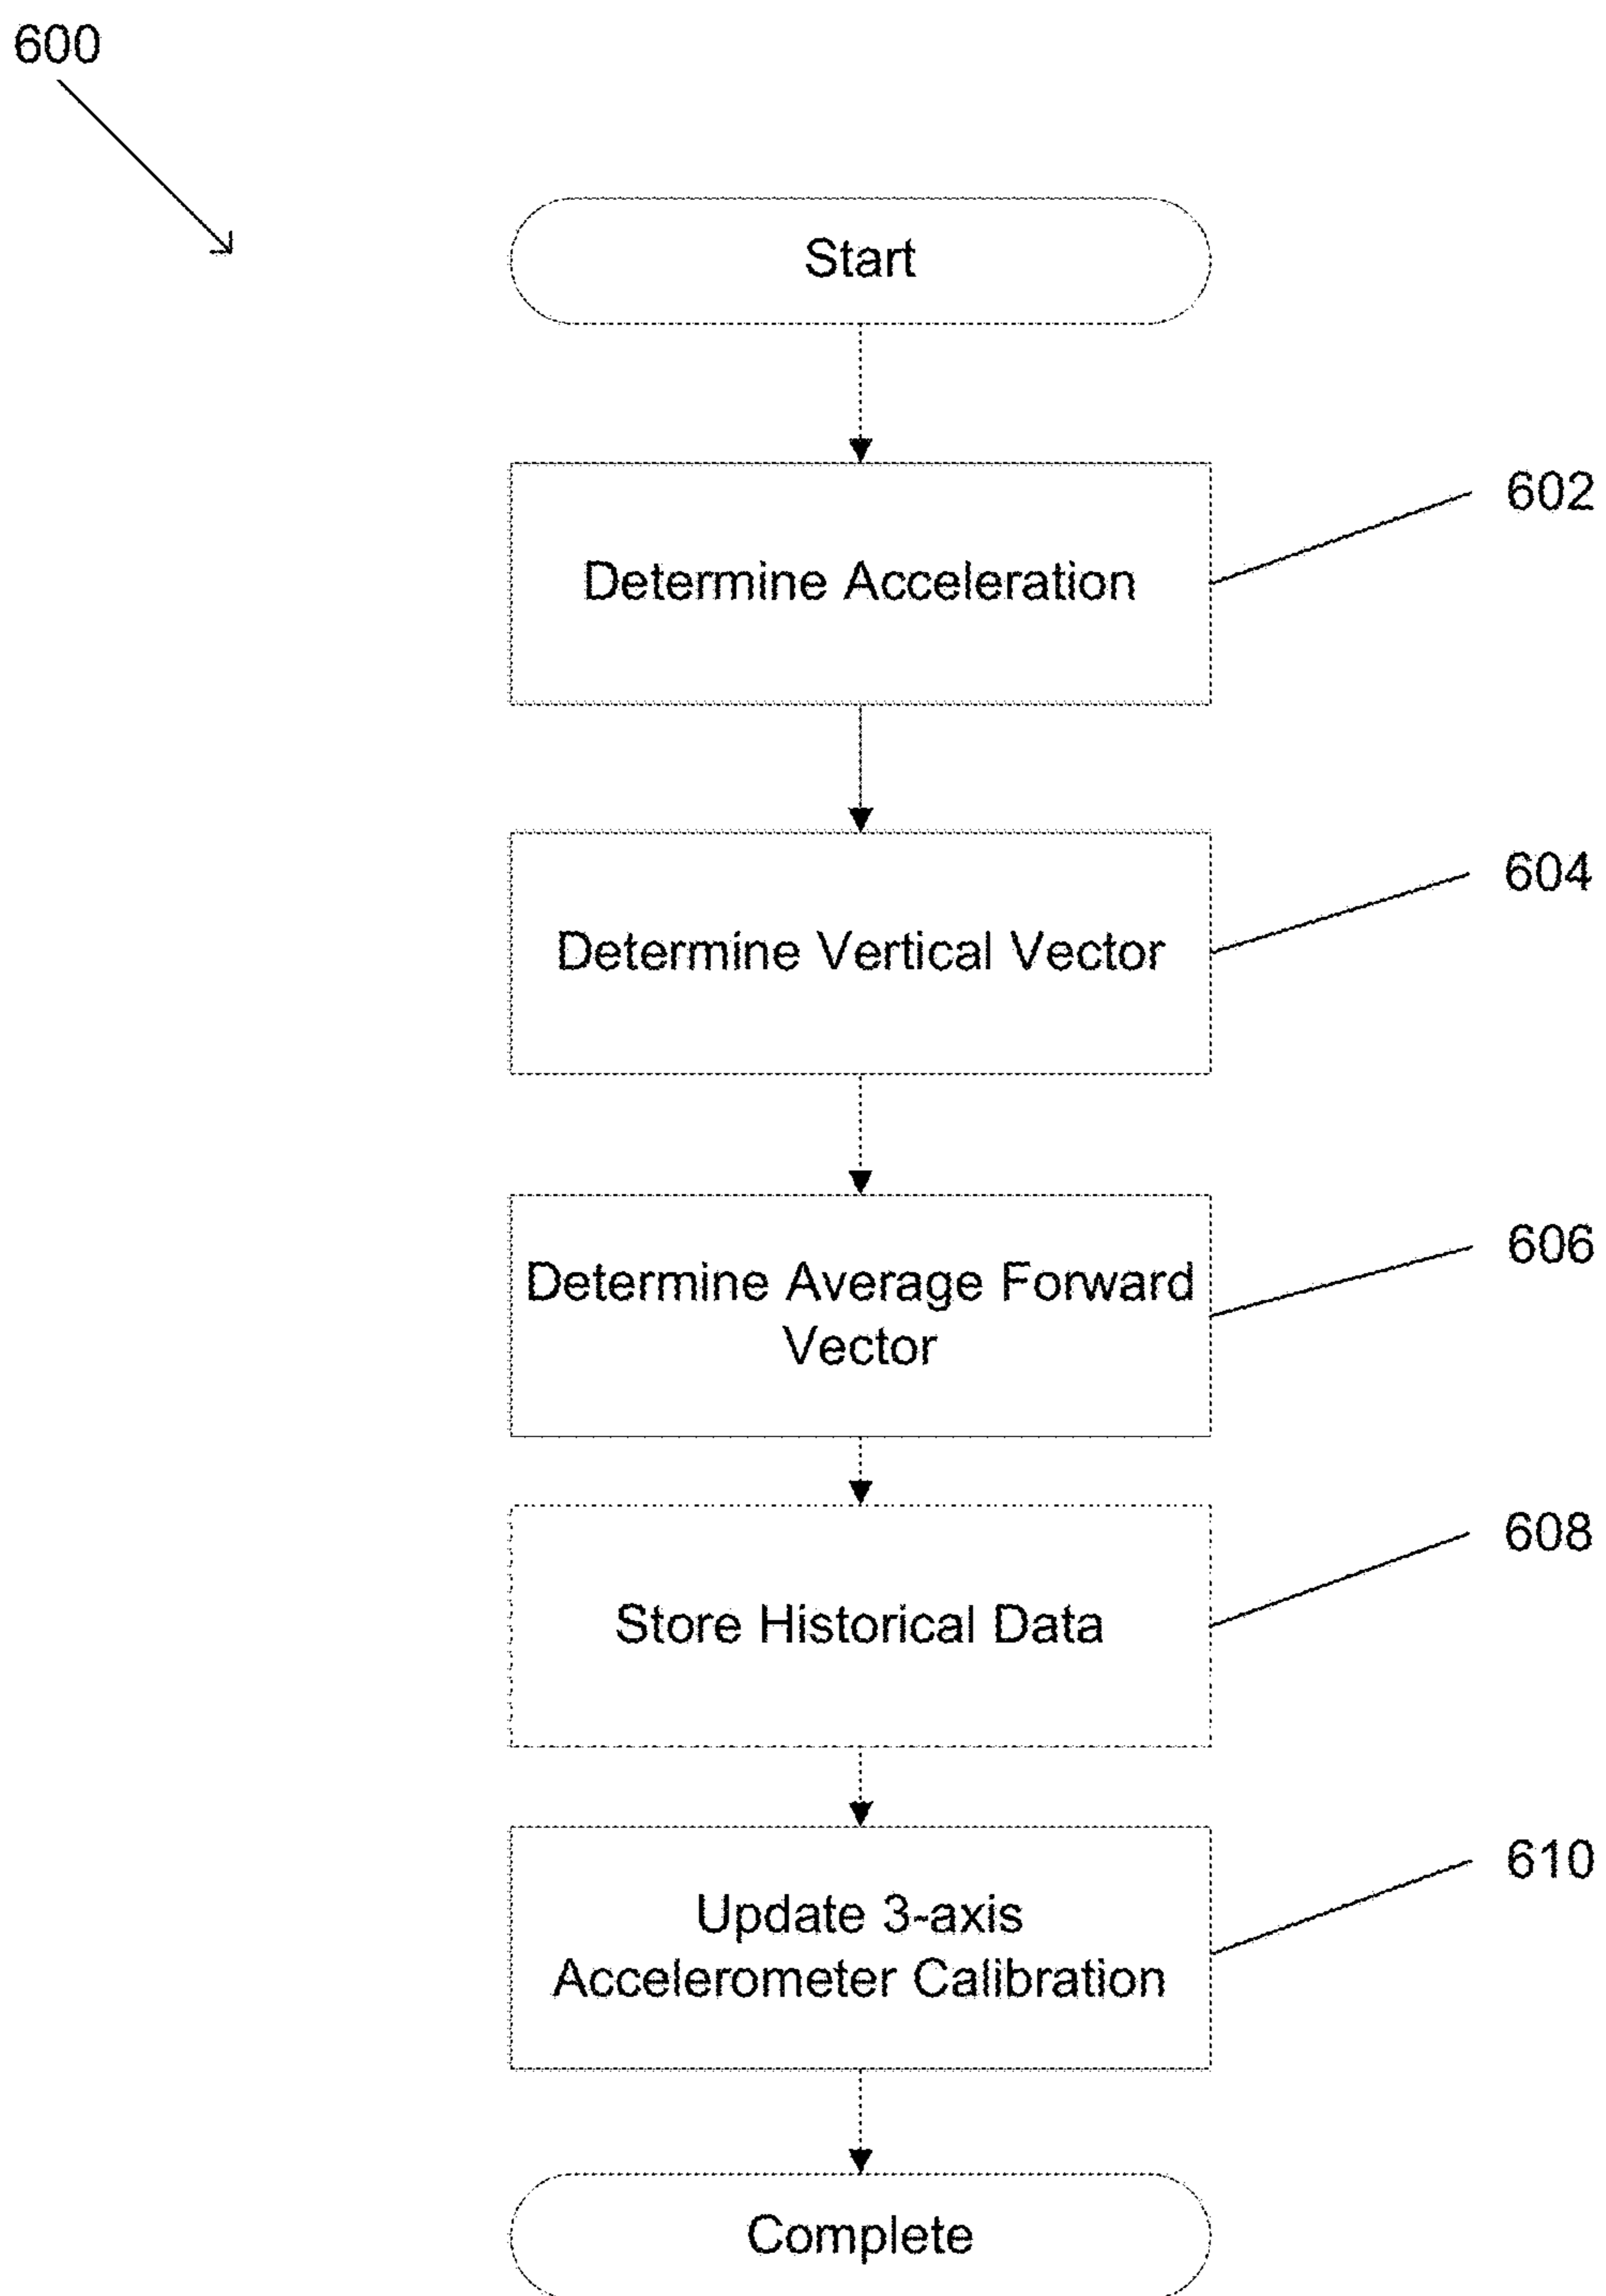 600
Start
602
Determine Acceleration
604
Determine Vertical Vector
606
Determine Average Forward
Vector
608
Store Historical Data
610
Update 3-axis
Accelerometer Calibration
Complete